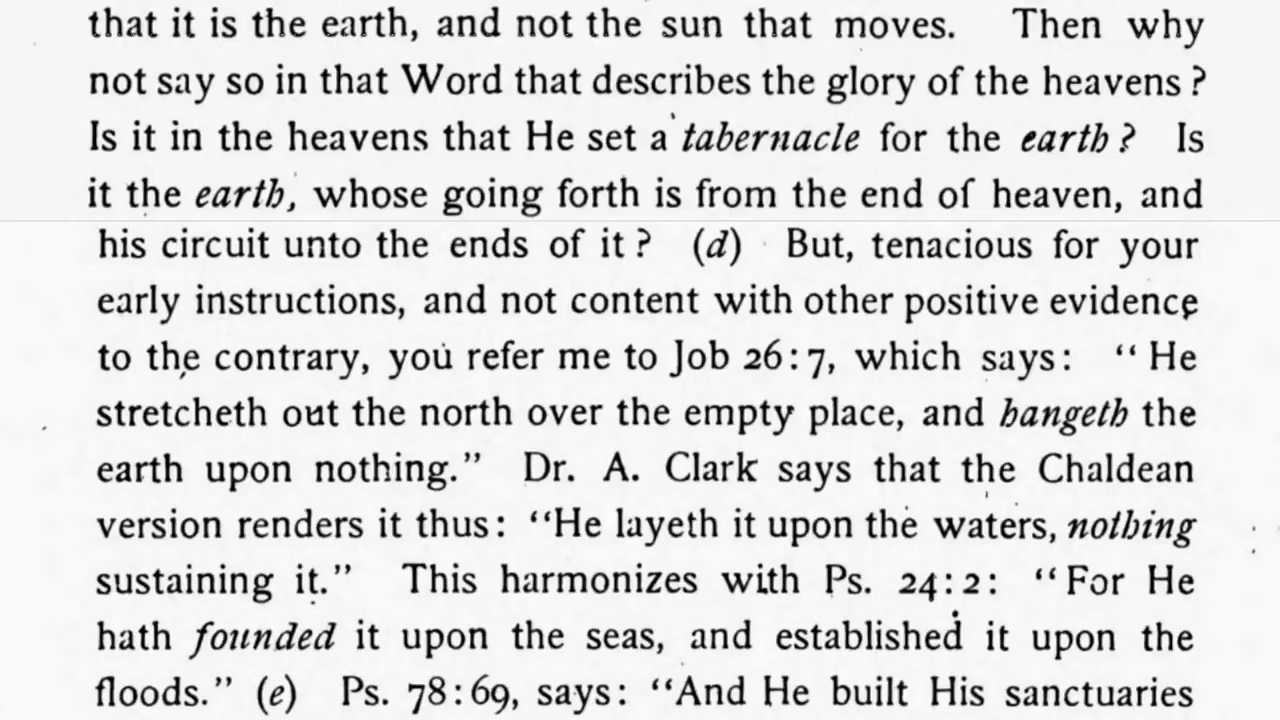 that it is the earth, and not the sun that moves. Then why
not say so in that Word that describes the glory of the heavens?
Is it in the heavens that He set a tabernacle for the earth? Is
it the earth, whose going forth is from the end of heaven, and
his circuit unto the ends of it? (d) But, tenacious for your
early instructions, and not content with other positive evidence
to the contrary, you refer me to Job 26:7, which says: “He
stretcheth out the north over the empty place, and hangeth the
earth upon nothing.” Dr. A. Clark says that the Chaldean
version renders it thus: “He layeth it upon the waters, nothing
sustaining it.” This harmonizes with Ps. 24:2: “For He
hath founded it upon the seas, and established it upon the
floods.” (e) Ps. 78:69, says: “And He built His sanctuaries